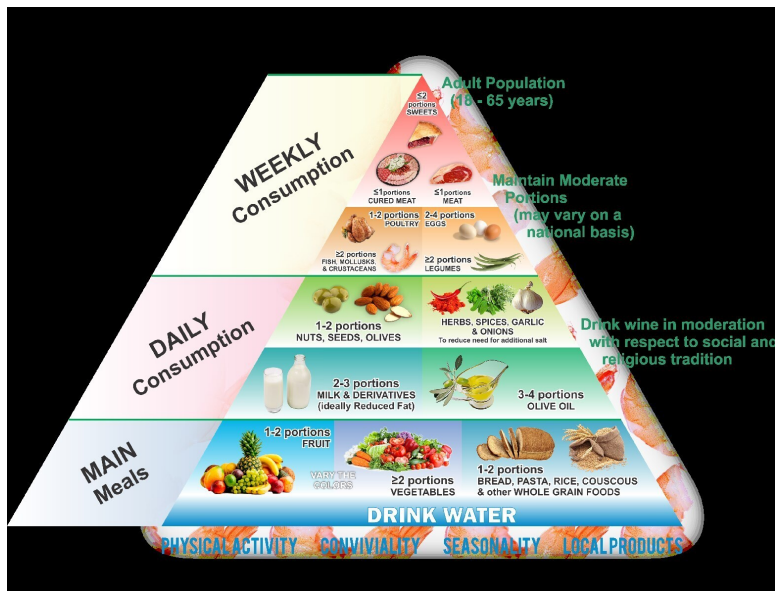 Adult Population
(18 - 65 years)
≤2
portions
SWEETS
WEEKLY
Consumption
≤1portions
CURED MEAT
≤1portions
MEAT
Maintain Moderate
Portions
(may vary on a
national basis)
1-2 portions
POULTRY
2-4 portions
EGGS
≥2 portions
FISH, MOLLUSKS,
& CRUSTACEANS
≥2 portions
LEGUMES
DAILY
Consumption
1-2 portions
NUTS, SEEDS, OLIVES
HERBS, SPICES, GARLIC
& ONIONS
To reduce need for additional salt
Drink wine in moderation
with respect to social and
religious tradition
2-3 portions
MILK & DERIVATIVES
(ideally Reduced Fat)
3-4 portions
OLIVE OIL
MAIN
Meals
1-2 portions
FRUIT
VARY THE
COLORS
≥2 portions
VEGETABLES
1-2 portions
BREAD, PASTA, RICE, COUSCOUS
& other WHOLE GRAIN FOODS
DRINK WATER
PHYSICAL ACTIVITY CONVIVIALITY SEASONALITY LOCAL PRODUCTS